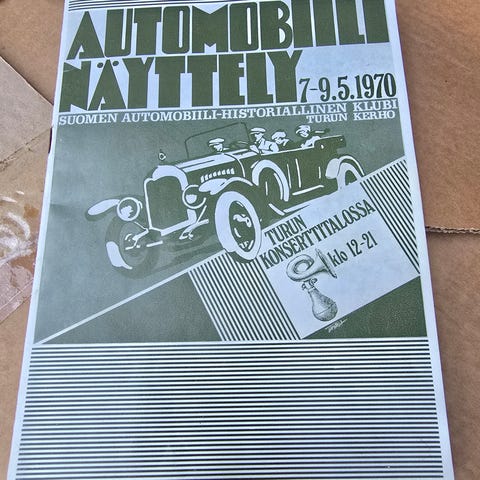 AUTOMOBIILI
NÄYTTELY
7-9.5.1970
SUOMEN AUTOMOBIILI-HISTORIALLINEN KLUBI
TURUN KERHO
TURUN
KONSERTTITALOSSA
klo 12-21